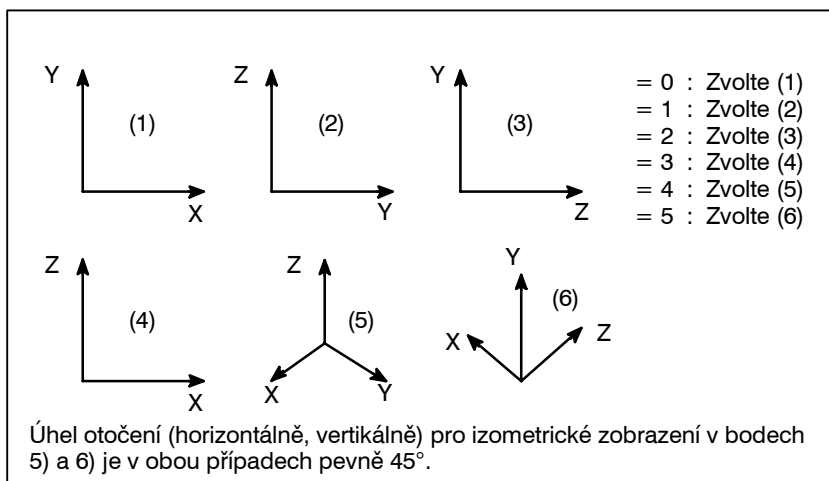 Y
Z
Y
(1)
(2)
(3)
X
Y
Z
= 0 : Zvolte (1)
= 1 : Zvolte (2)
= 2 : Zvolte (3)
= 3 : Zvolte (4)
= 4 : Zvolte (5)
= 5 : Zvolte (6)
Z
(4)
X
Z
(5)
X
Y
Y
(6)
X
Z
Úhel otočení (horizontálně, vertikálně) pro izometrické zobrazení v bodech
5) a 6) je v obou případech pevně 45°.